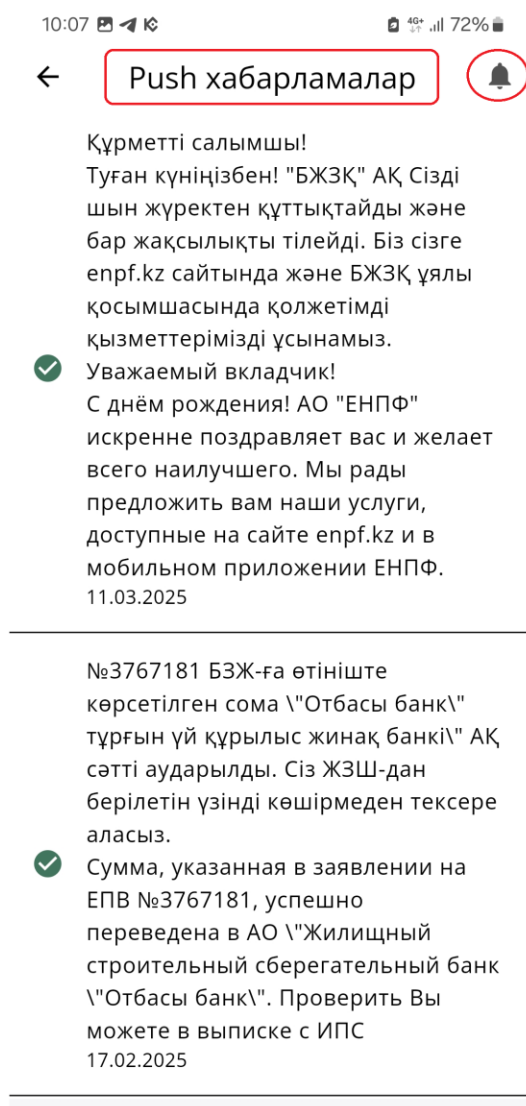 10:07 4G+ 72%
Push хабарламалар
Құрметті салымшы!
Туған күніңізбен! "БЖЗҚ" АҚ Сізді
шын жүректен құттықтайды және
бар жақсылықты тілейді. Біз сізге
enpf.kz сайтында және БЖЗҚ ұялы
қосымшасында қолжетімді
қызметтерімізді ұсынамыз.
Уважаемый вкладчик!
С днём рождения! АО "ЕНПФ"
искренне поздравляет вас и желает
всего наилучшего. Мы рады
предложить вам наши услуги,
доступные на сайте enpf.kz и в
мобильном приложении ЕНПФ.
11.03.2025
№3767181 БЗЖ-ға өтініште
көрсетілген сома \"Отбасы банк\"
тұрғын үй құрылыс жинақ банкі\" АҚ
сәтті аударылды. Сіз ЖЗШ-дан
берілетін үзінді көшірмеден тексере
аласыз.
Сумма, указанная в заявлении на
ЕПВ №3767181, успешно
переведена в АО \"Жилищный
строительный сберегательный банк
\"Отбасы банк\". Проверить Вы
можете в выписке с ИПС
17.02.2025